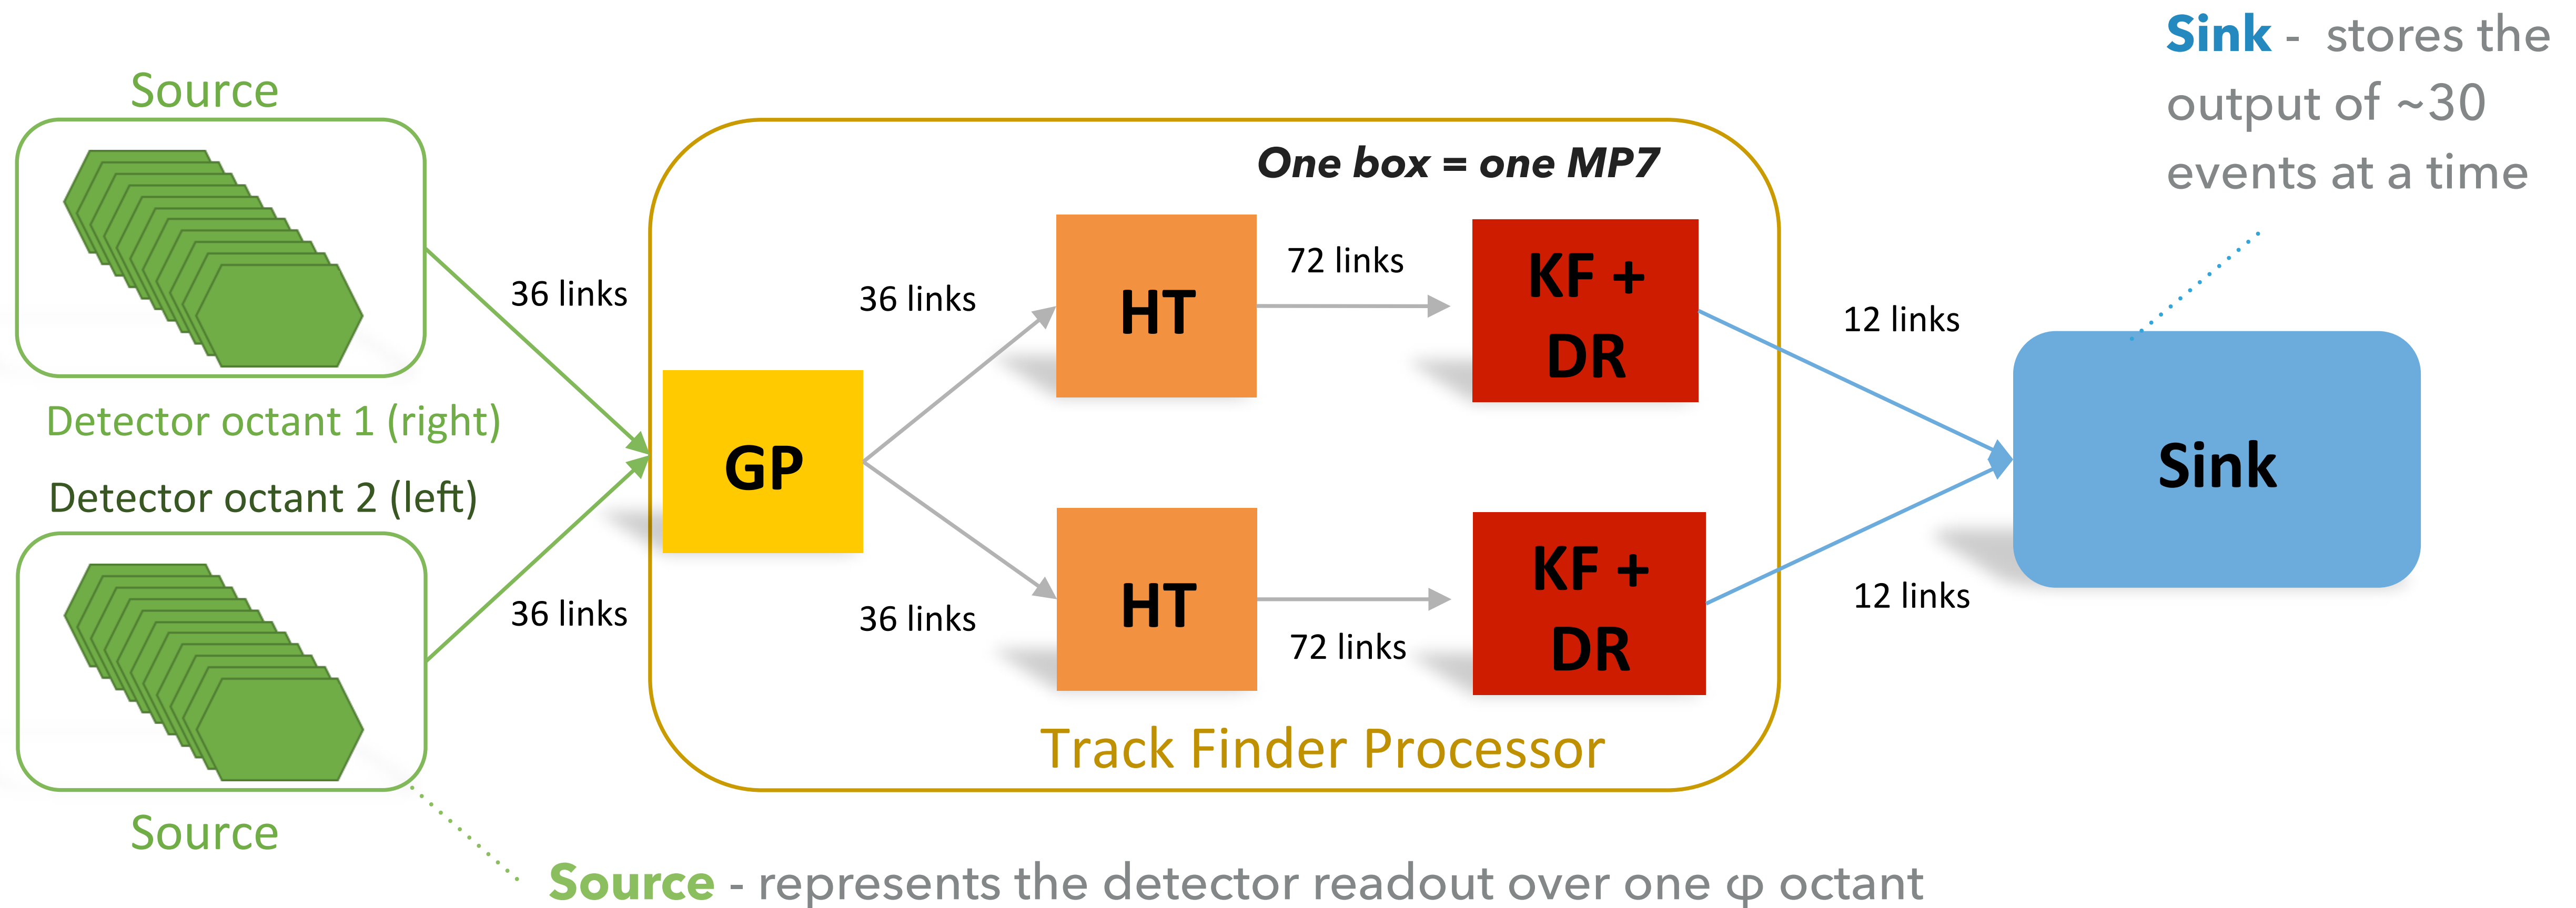 Source
Detector octant 1 (right)
Detector octant 2 (left)
Source
36 links
36 links
Source - represents the detector readout over one φ octant
One box = one MP7
GP
36 links
36 links
HT
HT
72 links
72 links
KF +
DR
KF +
DR
Track Finder Processor
12 links
12 links
Sink
Sink - stores the
output of ~30
events at a time